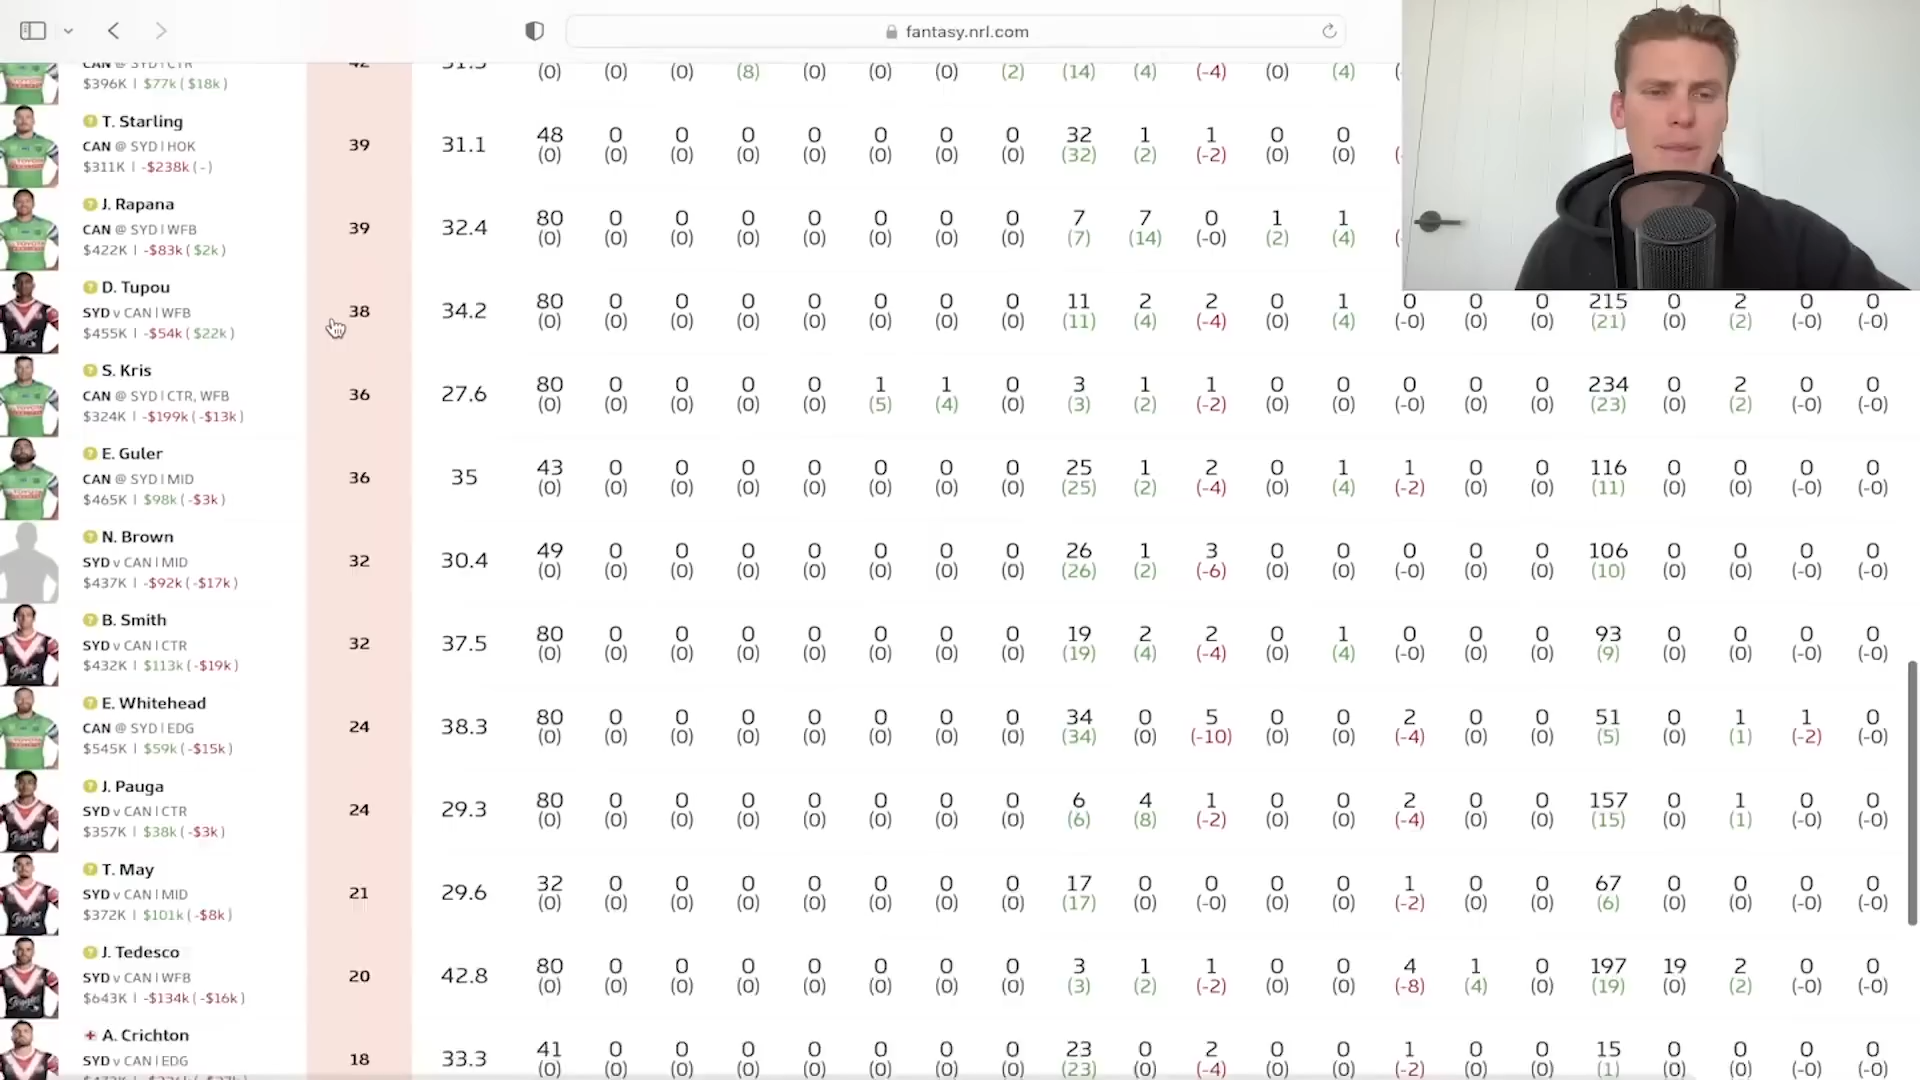 fantasy.nrl.com
CAN @ SYD | CTR 42 31.5
$396K | $77k ( $18k )
(0) (0) (0) (8) (0) (0) (0) (2) (14) (4) (-4) (0) (4)
T. Starling
CAN @ SYD | HOK
$311K | -$238k ( - )
39 31.1 48 0 0 0 0 0 0 0 32 1 1 0 0
(0) (0) (0) (0) (0) (0) (0) (0) (32) (2) (-2) (0) (0)
J. Rapana
CAN @ SYD | WFB
$422K | -$83k ( $2k )
39 32.4 80 0 0 0 0 0 0 0 7 7 0 1 1
(0) (0) (0) (0) (0) (0) (0) (0) (7) (14) (-0) (2) (4)
D. Tupou
SYD v CAN | WFB
$455K | -$54k ( $22k )
38 34.2 80 0 0 0 0 0 0 0 11 2 2 0 1 0 0 0 215 0 2 0 0
(0) (0) (0) (0) (0) (0) (0) (0) (11) (4) (-4) (0) (4) (-0) (0) (0) (21) (0) (2) (-0) (-0)
S. Kris
CAN @ SYD | CTR, WFB
$324K | -$199k ( -$13k )
36 27.6 80 0 0 0 0 1 1 0 3 1 1 0 0 0 0 0 234 0 2 0 0
(0) (0) (0) (0) (0) (5) (4) (0) (3) (2) (-2) (0) (0) (-0) (0) (0) (23) (0) (2) (-0) (-0)
E. Guler
CAN @ SYD | MID
$465K | $98k ( -$3k )
36 35 43 0 0 0 0 0 0 0 25 1 2 0 1 1 0 0 116 0 0 0 0
(0) (0) (0) (0) (0) (0) (0) (0) (25) (2) (-4) (0) (4) (-2) (0) (0) (11) (0) (0) (-0) (-0)
N. Brown
SYD v CAN | MID
$437K | -$92k ( -$17k )
32 30.4 49 0 0 0 0 0 0 0 26 1 3 0 0 0 0 0 106 0 0 0 0
(0) (0) (0) (0) (0) (0) (0) (0) (26) (2) (-6) (0) (0) (-0) (0) (0) (10) (0) (0) (-0) (-0)
B. Smith
SYD v CAN | CTR
$432K | $113k ( -$19k )
32 37.5 80 0 0 0 0 0 0 0 19 2 2 0 1 0 0 0 93 0 0 0 0
(0) (0) (0) (0) (0) (0) (0) (0) (19) (4) (-4) (0) (4) (-0) (0) (0) (9) (0) (0) (-0) (-0)
E. Whitehead
CAN @ SYD | EDG
$545K | $59k ( -$15k )
24 38.3 80 0 0 0 0 0 0 0 34 0 5 0 0 2 0 0 51 0 1 1 0
(0) (0) (0) (0) (0) (0) (0) (0) (34) (0) (-10) (0) (0) (-4) (0) (0) (5) (0) (1) (-2) (-0)
J. Pauga
SYD v CAN | CTR
$357K | $38k ( -$3k )
24 29.3 80 0 0 0 0 0 0 0 6 4 1 0 0 2 0 0 157 0 1 0 0
(0) (0) (0) (0) (0) (0) (0) (0) (6) (8) (-2) (0) (0) (-4) (0) (0) (15) (0) (1) (-0) (-0)
T. May
SYD v CAN | MID
$372K | $101k ( -$8k )
21 29.6 32 0 0 0 0 0 0 0 17 0 0 0 0 1 0 0 67 0 0 0 0
(0) (0) (0) (0) (0) (0) (0) (0) (17) (0) (-0) (0) (0) (-2) (0) (0) (6) (0) (0) (-0) (-0)
J. Tedesco
SYD v CAN | WFB
$643K | -$134k ( -$16k )
20 42.8 80 0 0 0 0 0 0 0 3 1 1 0 0 4 1 0 197 19 2 0 0
(0) (0) (0) (0) (0) (0) (0) (0) (3) (2) (-2) (0) (0) (-8) (4) (0) (19) (0) (2) (-0) (-0)
A. Crichton
SYD v CAN | EDG
18 33.3 41 0 0 0 0 0 0 0 23 0 2 0 0 1 0 0 15 0 0 0 0
(0) (0) (0) (0) (0) (0) (0) (0) (23) (0) (-4) (0) (0) (-2) (0) (0) (1) (0) (0) (-0) (-0)